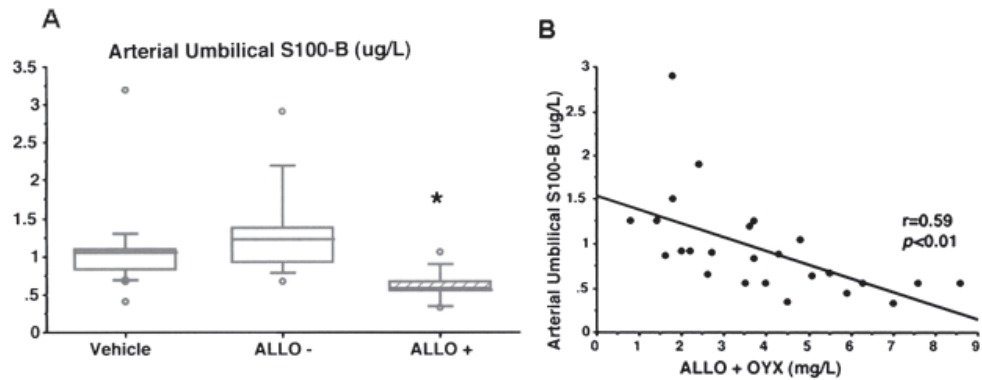 A
Arterial Umbilical S100-B (ug/L)
3.5
3
2.5
2
1.5
1
.5
0
Vehicle ALLO - ALLO +
*
B
Arterial Umbilical S100-B (ug/L)
3
2.5
2
1.5
1
.5
0
r=0.59
p<0.01
0 1 2 3 4 5 6 7 8 9
ALLO + OYX (mg/L)